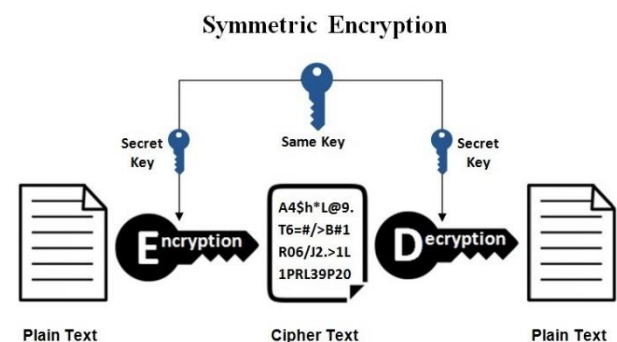 Symmetric Encryption
Secret
Key
Same Key
Secret
Key
Encryption
A4$h*L@9.
T6=#/>B#1
R06/J2.>1L
1PRL39P20
Decryption
Plain Text
Cipher Text
Plain Text